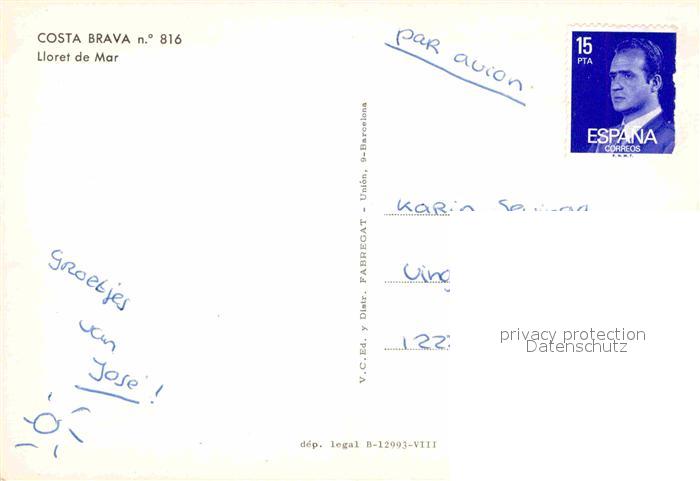 COSTA BRAVA n.º 816
Lloret de Mar
par avion
15
PTA
ESPAÑA
CORREOS
F.N.M.T.
V.C.Ed. y Distr. FABREGAT - Unión, 9-Barcelona
Karin
Groetjes
van
José!
privacy protection
Datenschutz
dép. legal B-12993-VIII